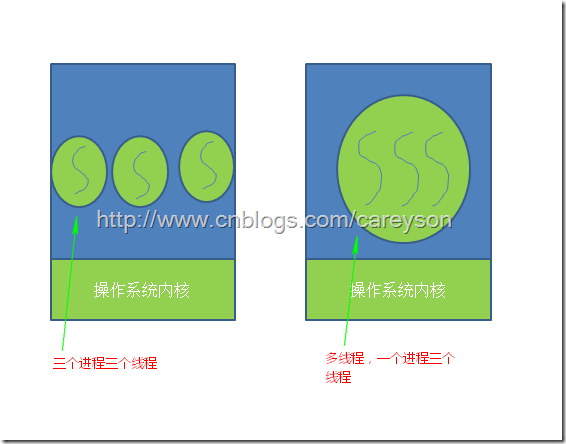 http://www.cnblogs.com/careyson
操作系统内核
操作系统内核
三个进程三个线程
多线程，一个进程三个
线程